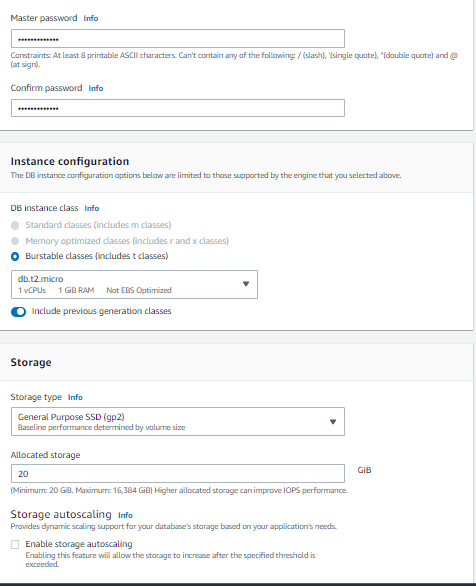 Master password Info
•••••••••••••
Constraints: At least 8 printable ASCII characters. Can't contain any of the following: / (slash), '(single quote), "(double quote) and @
(at sign).
Confirm password Info
•••••••••••••
Instance configuration
The DB instance configuration options below are limited to those supported by the engine that you selected above.
DB instance class Info
Standard classes (includes m classes)
Memory optimized classes (includes r and x classes)
Burstable classes (includes t classes)
db.t2.micro
1 vCPUs 1 GiB RAM Not EBS Optimized
Include previous generation classes
Storage
Storage type Info
General Purpose SSD (gp2)
Baseline performance determined by volume size
Allocated storage
20 GiB
(Minimum: 20 GiB. Maximum: 16,384 GiB) Higher allocated storage can improve IOPS performance.
Storage autoscaling Info
Provides dynamic scaling support for your database's storage based on your application's needs.
Enable storage autoscaling
Enabling this feature will allow the storage to increase after the specified threshold is
exceeded.